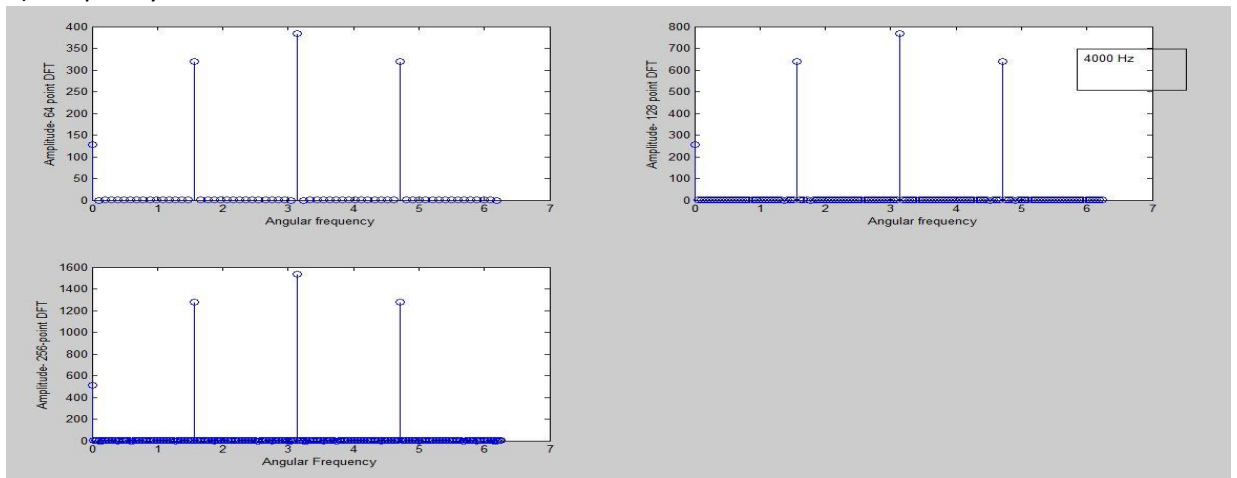 400
350
300
250
200
150
100
50
0
Amplitude- 64 point DFT
0 1 2 3 4 5 6 7
Angular frequency
800
700
600
500
400
300
200
100
0
Amplitude- 128 point DFT
4000 Hz
0 1 2 3 4 5 6 7
Angular frequency
1600
1400
1200
1000
800
600
400
200
0
Amplitude- 256-point DFT
0 1 2 3 4 5 6 7
Angular Frequency